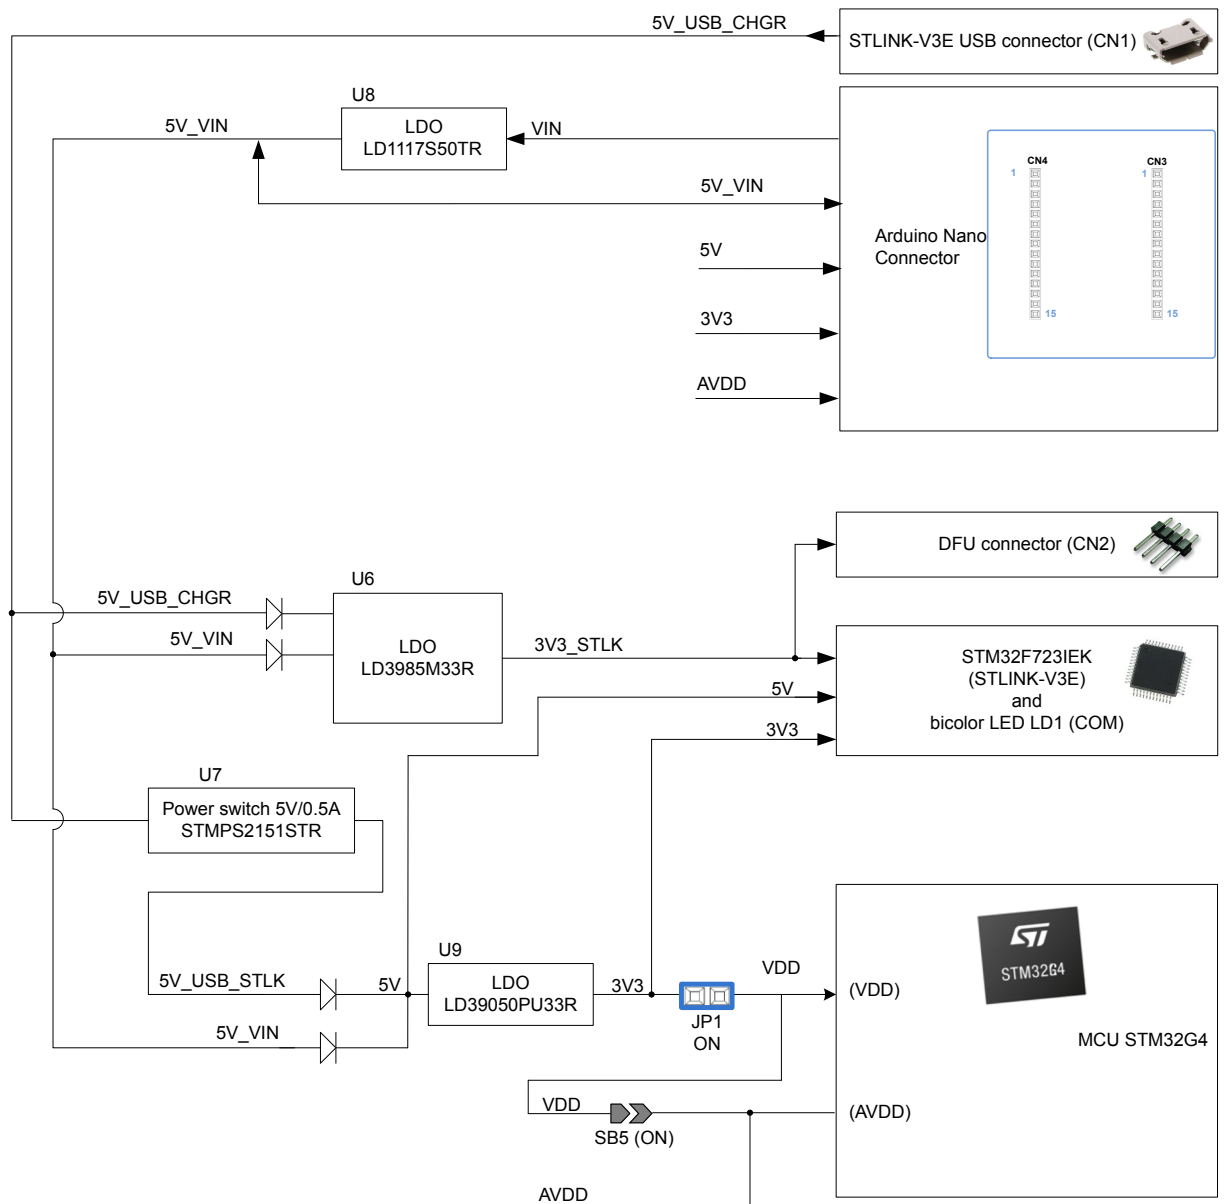 5V_USB_CHGR
STLINK-V3E USB connector (CN1)
U8
LDO
LD1117S50TR
5V_VIN
VIN
5V_VIN
5V
3V3
AVDD
Arduino Nano
Connector
CN4
CN3
1
1
15
15
DFU connector (CN2)
U6
5V_USB_CHGR
5V_VIN
LDO
LD3985M33R
3V3_STLK
5V
3V3
STM32F723IEK
(STLINK-V3E)
and
bicolor LED LD1 (COM)
U7
Power switch 5V/0.5A
STMPS2151STR
U9
5V_USB_STLK
5V
LDO
LD39050PU33R
3V3
VDD
JP1
ON
5V_VIN
ST
STM32G4
(VDD)
MCU STM32G4
VDD
SB5 (ON)
(AVDD)
AVDD